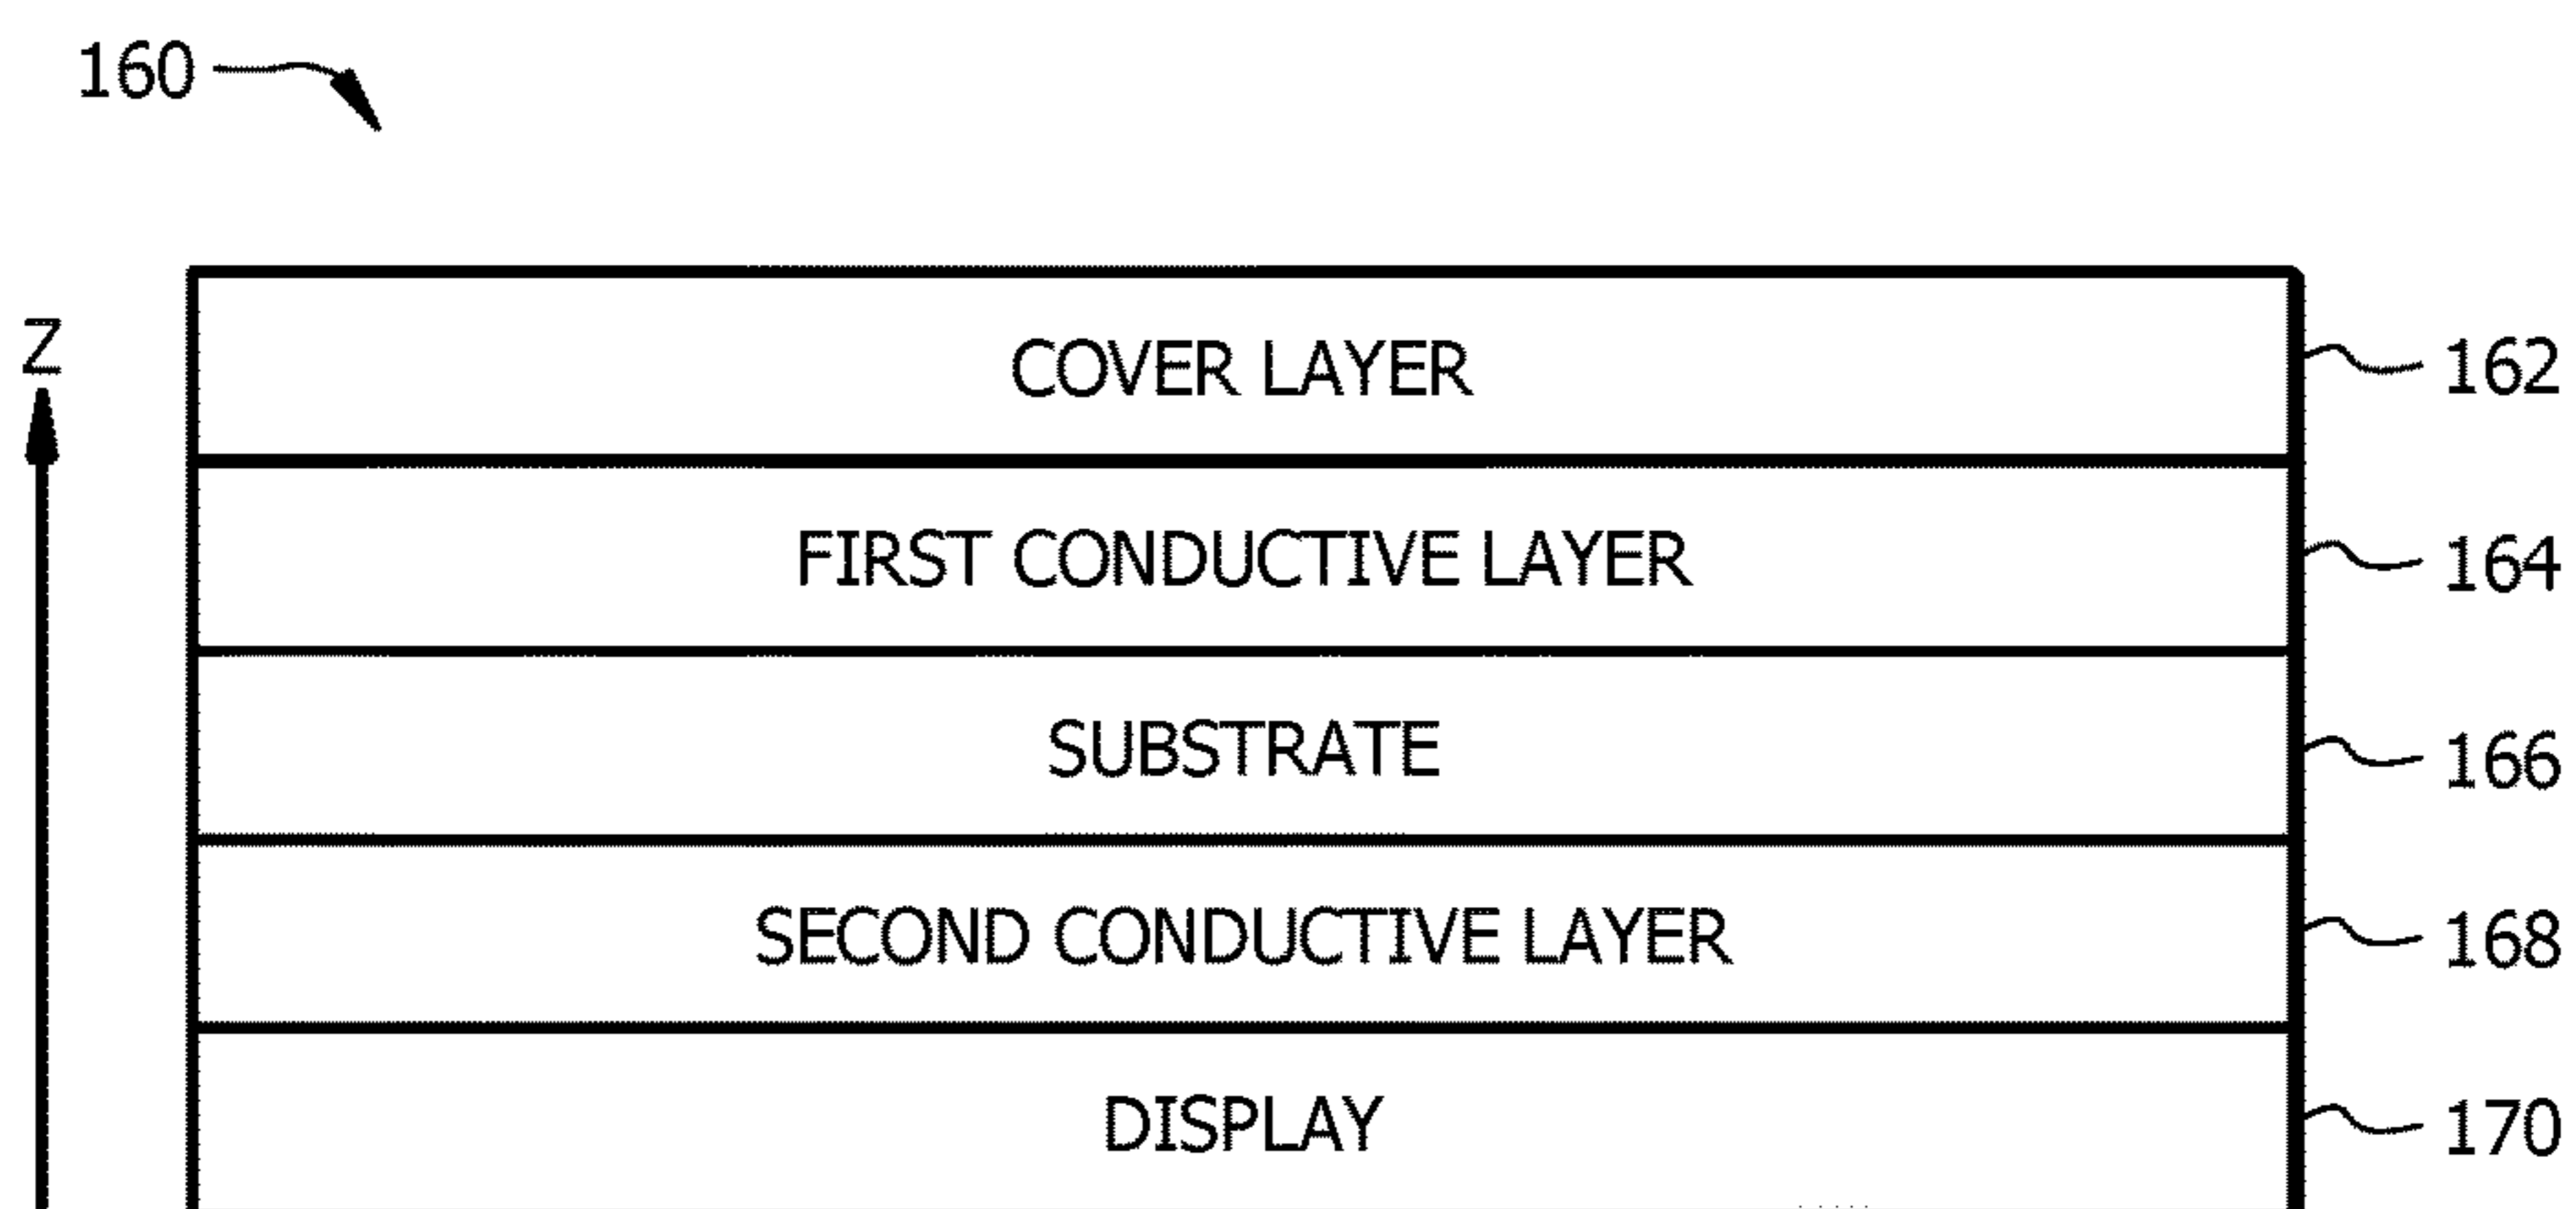 160
Z
COVER LAYER 162
FIRST CONDUCTIVE LAYER 164
SUBSTRATE 166
SECOND CONDUCTIVE LAYER 168
DISPLAY 170